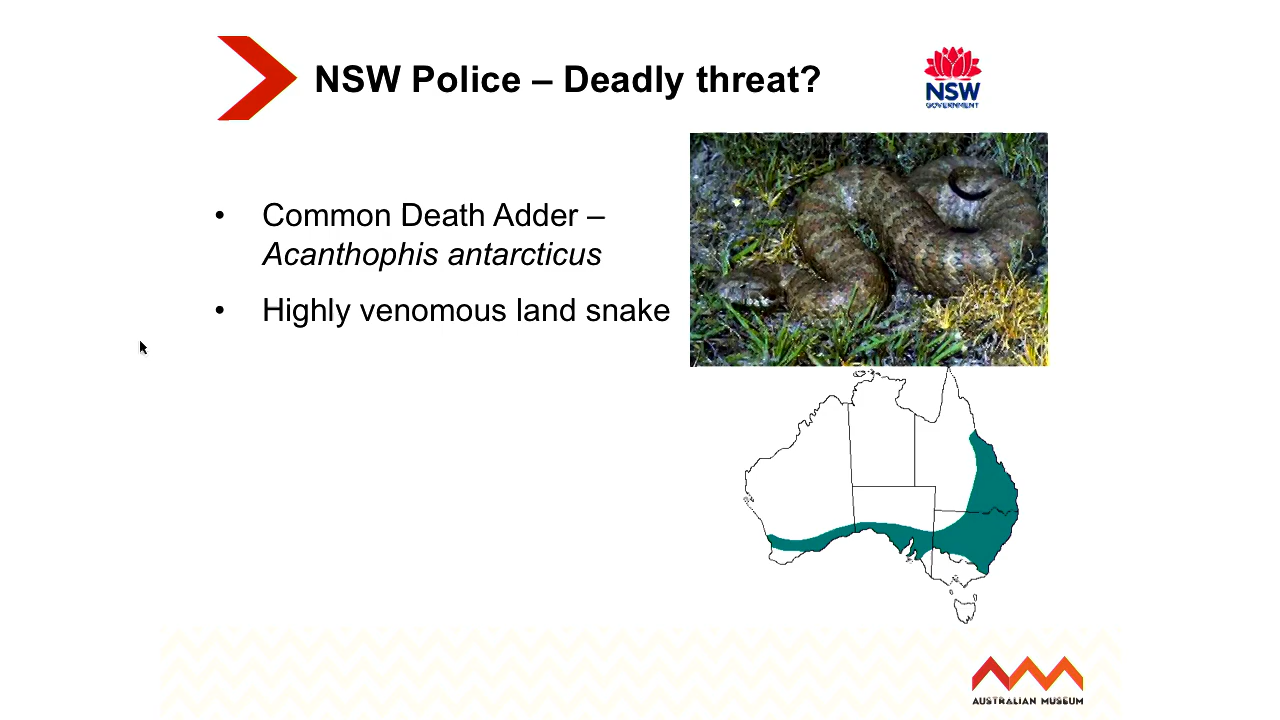 NSW Police – Deadly threat?
NSW
GOVERNMENT
• Common Death Adder –
Acanthophis antarcticus
• Highly venomous land snake
AUSTRALIAN MUSEUM